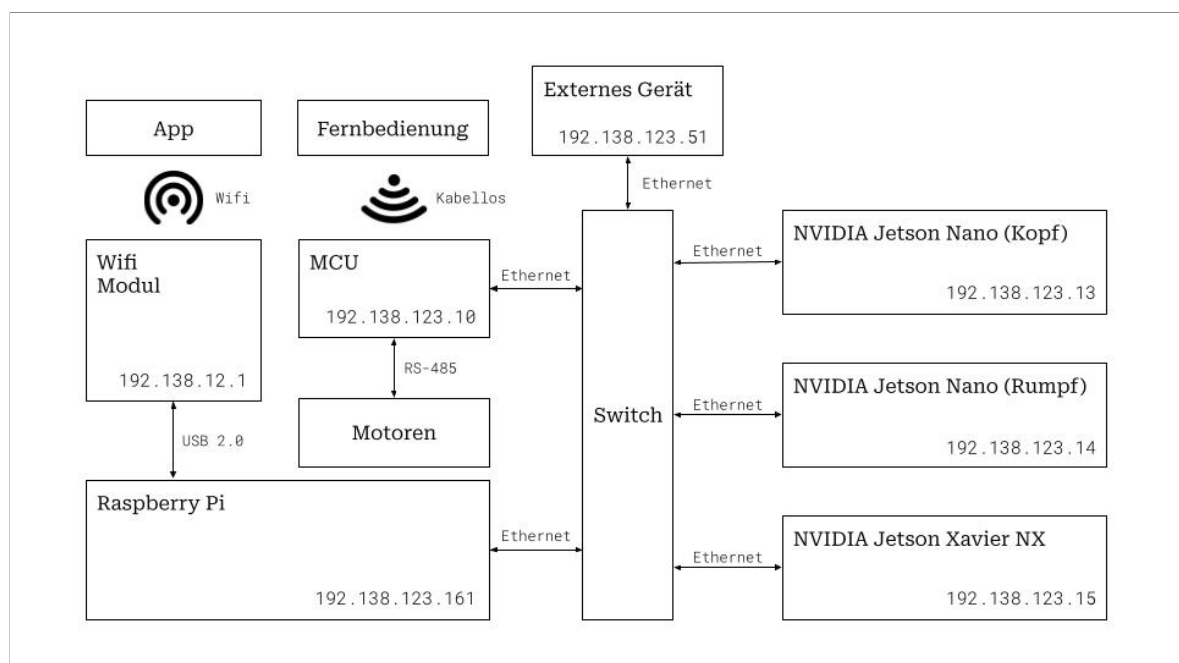 Externes Gerät
192.138.123.51
App
Fernbedienung
Wifi
Kabellos
Ethernet
Wifi
Modul
192.138.12.1
MCU
192.138.123.10
Ethernet
Ethernet
NVIDIA Jetson Nano (Kopf)
192.138.123.13
RS-485
USB 2.0
Motoren
Switch
Ethernet
NVIDIA Jetson Nano (Rumpf)
192.138.123.14
Raspberry Pi
192.138.123.161
Ethernet
Ethernet
NVIDIA Jetson Xavier NX
192.138.123.15